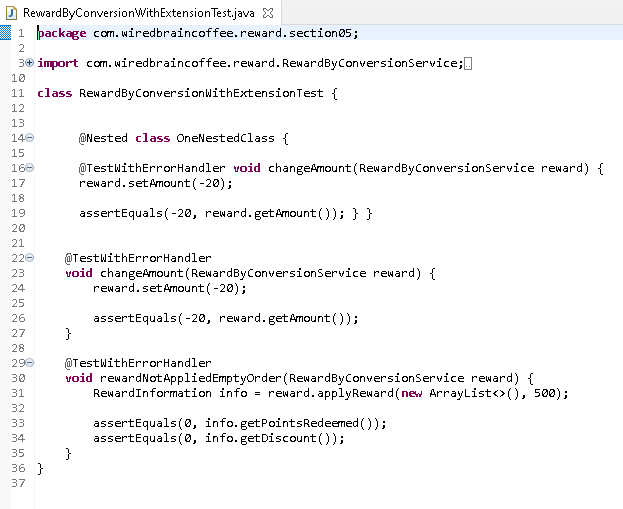 RewardByConversionWithExtensionTest.java
1 package com.wiredbraincoffee.reward.section05;
2
3 import com.wiredbraincoffee.reward.RewardByConversionService;
10
11 class RewardByConversionWithExtensionTest {
12
13
14 @Nested class OneNestedClass {
15
16 @TestWithErrorHandler void changeAmount(RewardByConversionService reward) {
17 reward.setAmount(-20);
18
19 assertEquals(-20, reward.getAmount()); } }
20
21
22 @TestWithErrorHandler
23 void changeAmount(RewardByConversionService reward) {
24 reward.setAmount(-20);
25
26 assertEquals(-20, reward.getAmount());
27 }
28
29 @TestWithErrorHandler
30 void rewardNotAppliedEmptyOrder(RewardByConversionService reward) {
31 RewardInformation info = reward.applyReward(new ArrayList<>(), 500);
32
33 assertEquals(0, info.getPointsRedeemed());
34 assertEquals(0, info.getDiscount());
35 }
36 }
37